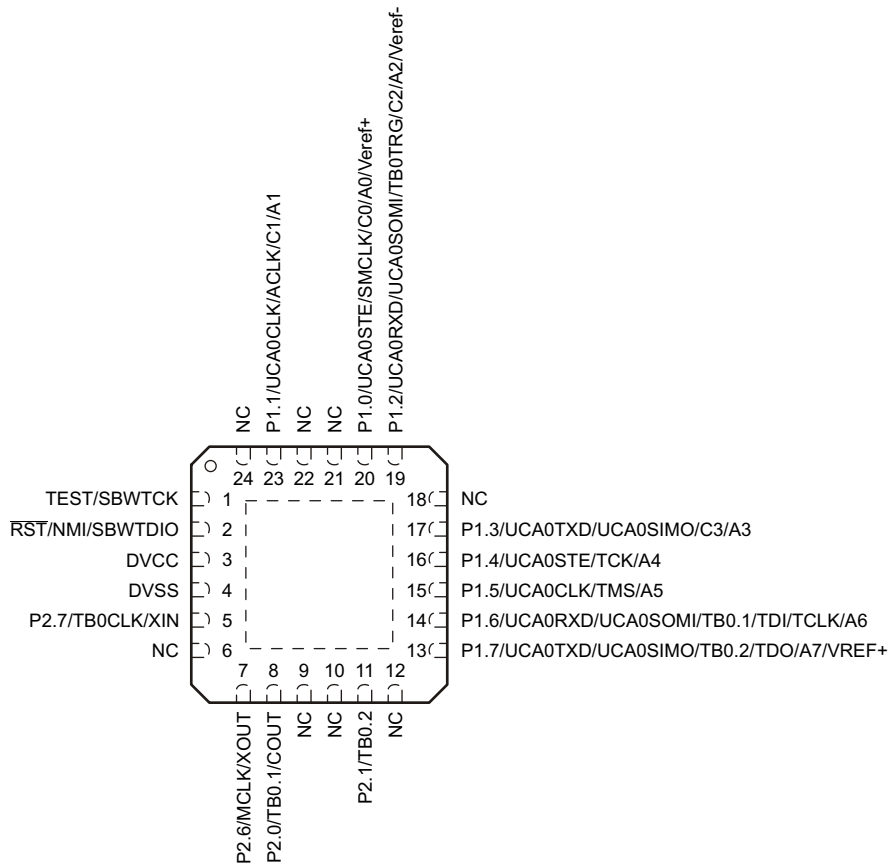 NC
P1.1/UCA0CLK/ACLK/C1/A1
NC
NC
P1.0/UCA0STE/SMCLK/C0/A0/Veref+
P1.2/UCA0RXD/UCA0SOMI/TB0TRG/C2/A2/Veref-
24 23 22 21 20 19
TEST/SBWTCK 1
RST/NMI/SBWTDIO 2
DVCC 3
DVSS 4
P2.7/TB0CLK/XIN 5
NC 6
18 NC
17 P1.3/UCA0TXD/UCA0SIMO/C3/A3
16 P1.4/UCA0STE/TCK/A4
15 P1.5/UCA0CLK/TMS/A5
14 P1.6/UCA0RXD/UCA0SOMI/TB0.1/TDI/TCLK/A6
13 P1.7/UCA0TXD/UCA0SIMO/TB0.2/TDO/A7/VREF+
7 8 9 10 11 12
P2.6/MCLK/XOUT
P2.0/TB0.1/COUT
NC
NC
P2.1/TB0.2
NC